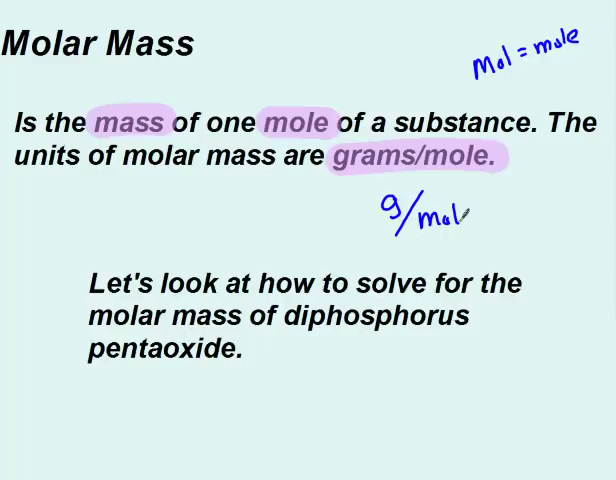 Molar Mass
Mol = mole
Is the mass of one mole of a substance. The
units of molar mass are grams/mole.
g/mol
Let's look at how to solve for the
molar mass of diphosphorus
pentaoxide.